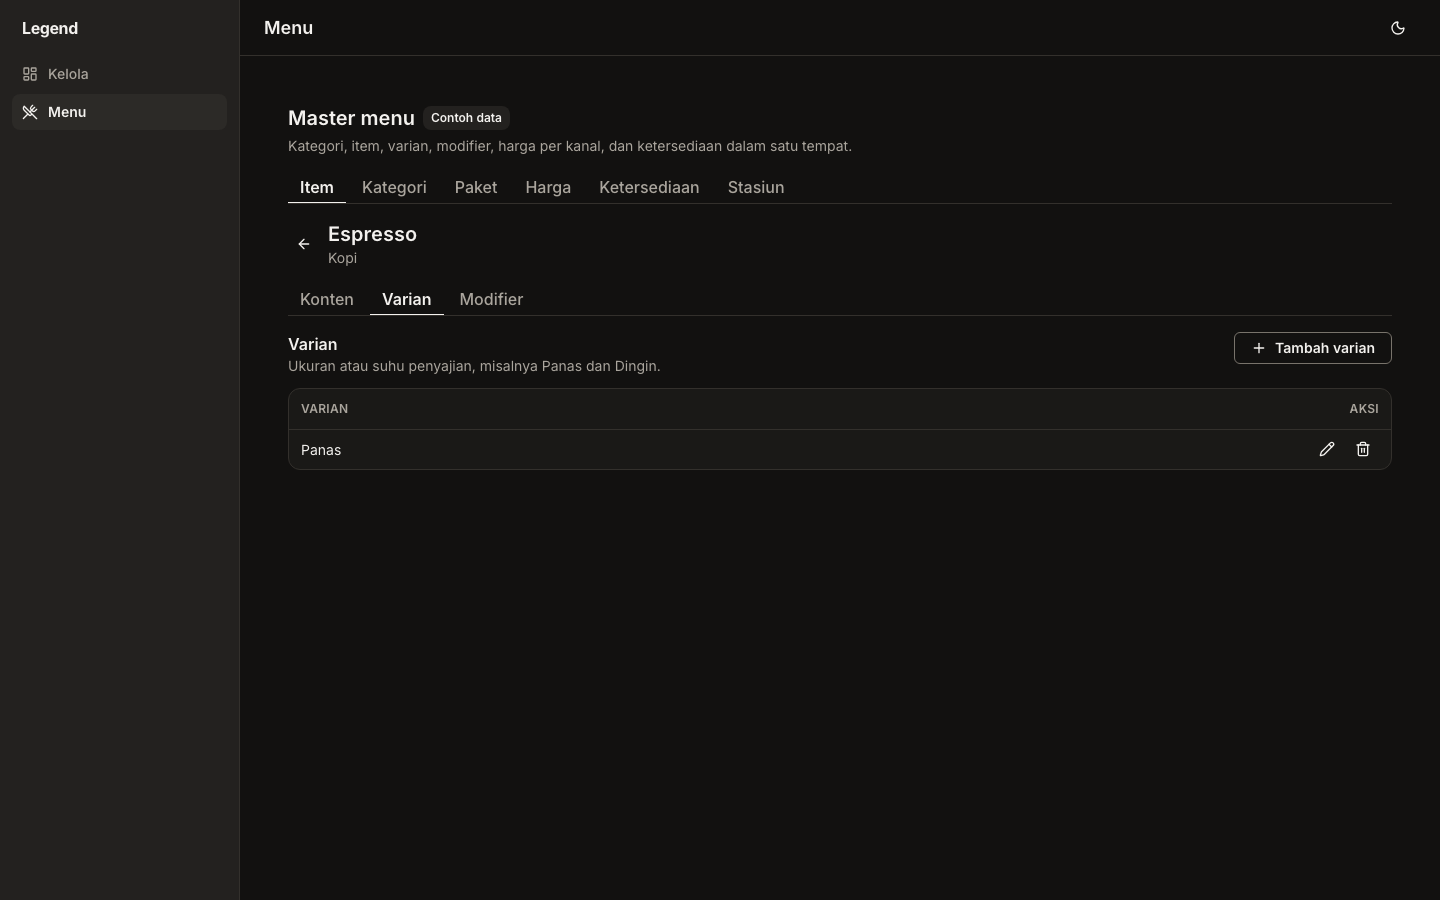 Legend
Kelola
Menu
Menu
Master menu
Contoh data
Kategori, item, varian, modifier, harga per kanal, dan ketersediaan dalam satu tempat.
Item Kategori Paket Harga Ketersediaan Stasiun
Espresso
Kopi
Konten Varian Modifier
Varian
Ukuran atau suhu penyajian, misalnya Panas dan Dingin.
Tambah varian
VARIAN AKSI
Panas